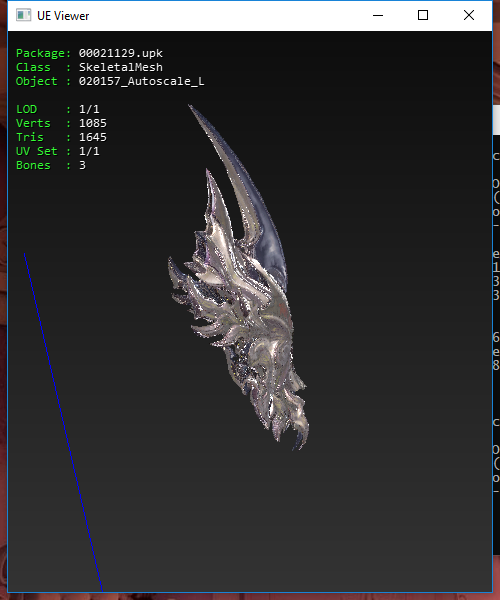 UE Viewer
Package: 00021129.upk
Class : SkeletalMesh
Object : 020157_Autoscale_L
LOD : 1/1
Verts : 1085
Tris : 1645
UV Set : 1/1
Bones : 3